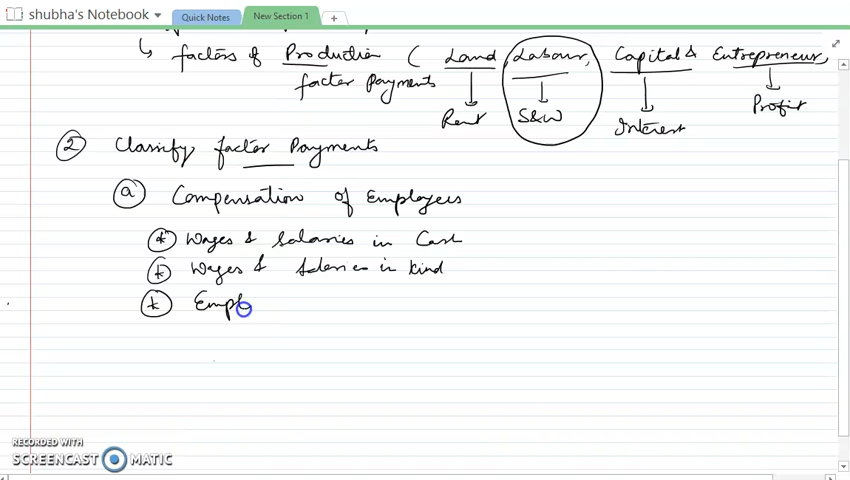 shubha's Notebook
Quick Notes
New Section 1
+
↳ factors of Production ( Land, Labour, Capital & Entrepreneur,
factor payments
Rent
S&W
Interest
Profit
② Classify factor Payments
ⓐ Compensation of Employees
* Wages & Salaries in Cash
* Wages & Salaries in kind
* Emplo
RECORDED WITH
SCREENCAST MATIC